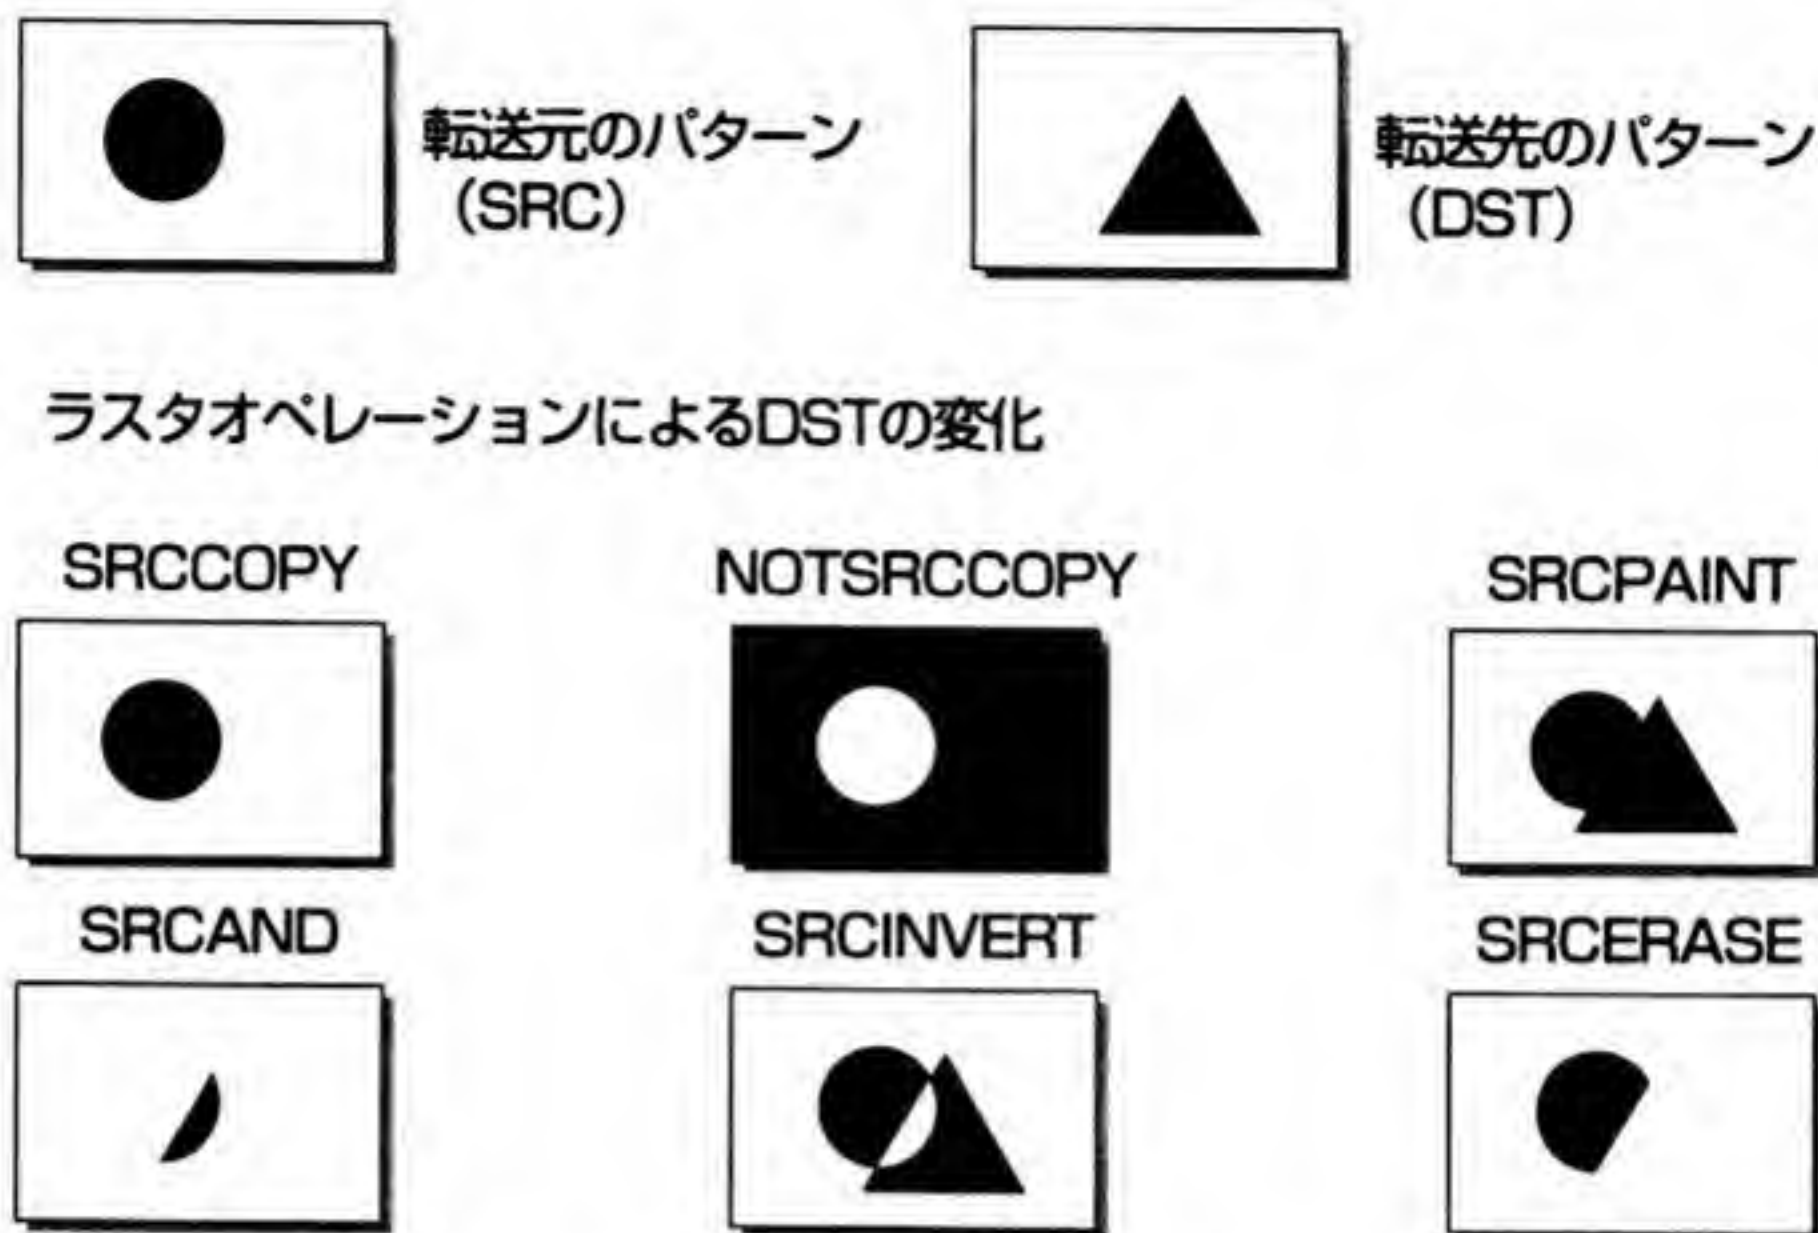 転送元のパターン
（SRC）
転送先のパターン
（DST）
ラスタオペレーションによるDSTの変化
SRCCOPY
NOTSRCCOPY
SRCPAINT
SRCAND
SRCINVERT
SRCERASE